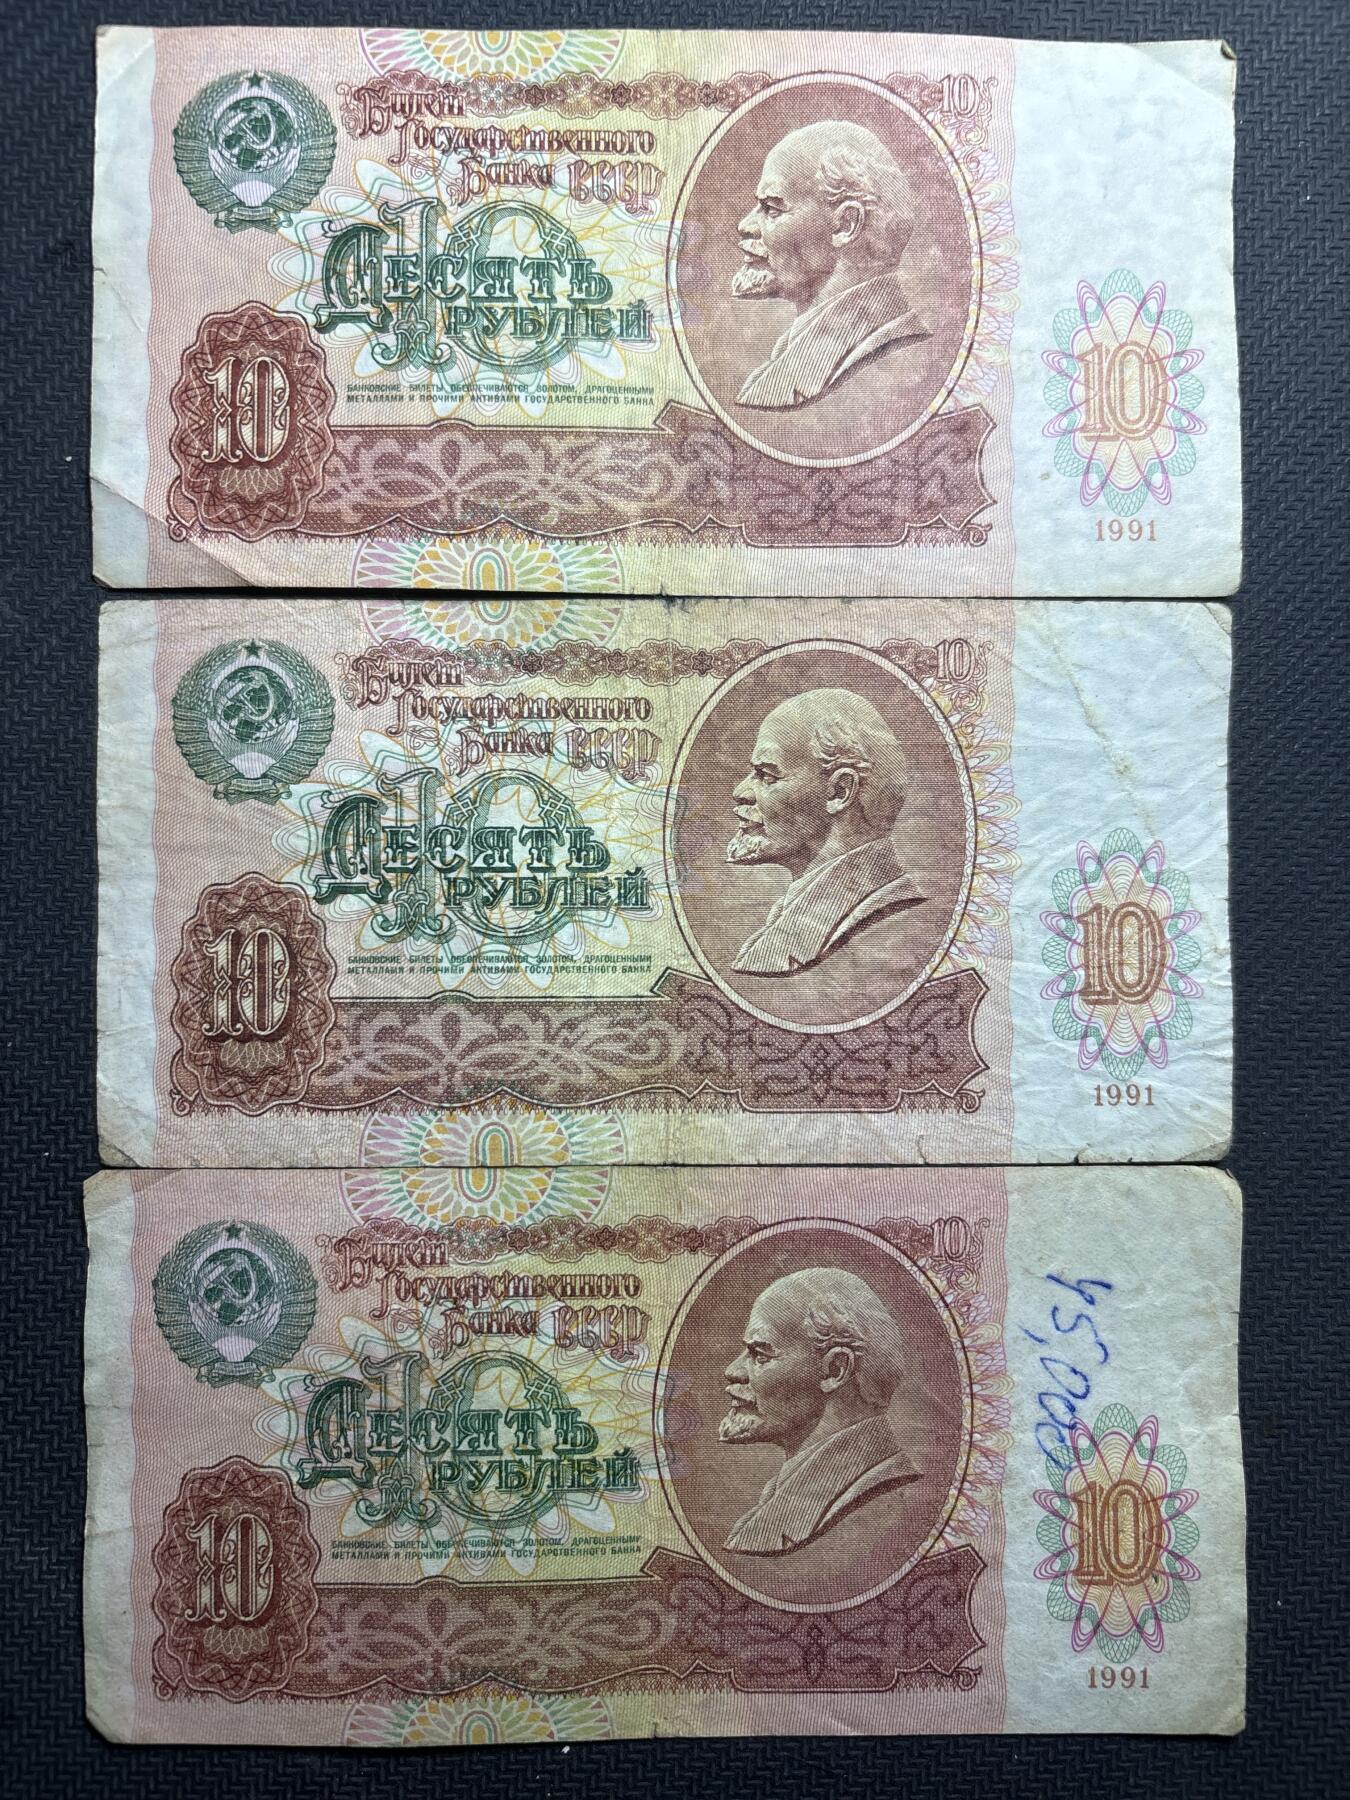 Билет
10
Государственного
Банка СССР
10
Десять
рублей
10
10
БАНКОВСКИЕ БИЛЕТЫ ОБЕСПЕЧИВАЮТСЯ ЗОЛОТОМ, ДРАГОЦЕННЫМИ
МЕТАЛЛАМИ И ПРОЧИМИ АКТИВАМИ ГОСУДАРСТВЕННОГО БАНКА
1991
Билет
10
Государственного
Банка СССР
10
Десять
рублей
10
10
БАНКОВСКИЕ БИЛЕТЫ ОБЕСПЕЧИВАЮТСЯ ЗОЛОТОМ, ДРАГОЦЕННЫМИ
МЕТАЛЛАМИ И ПРОЧИМИ АКТИВАМИ ГОСУДАРСТВЕННОГО БАНКА
1991
Билет
10
Государственного
Банка СССР
10
Десять
рублей
45,000
10
10
БАНКОВСКИЕ БИЛЕТЫ ОБЕСПЕЧИВАЮТСЯ ЗОЛОТОМ, ДРАГОЦЕННЫМИ
МЕТАЛЛАМИ И ПРОЧИМИ АКТИВАМИ ГОСУДАРСТВЕННОГО БАНКА
1991